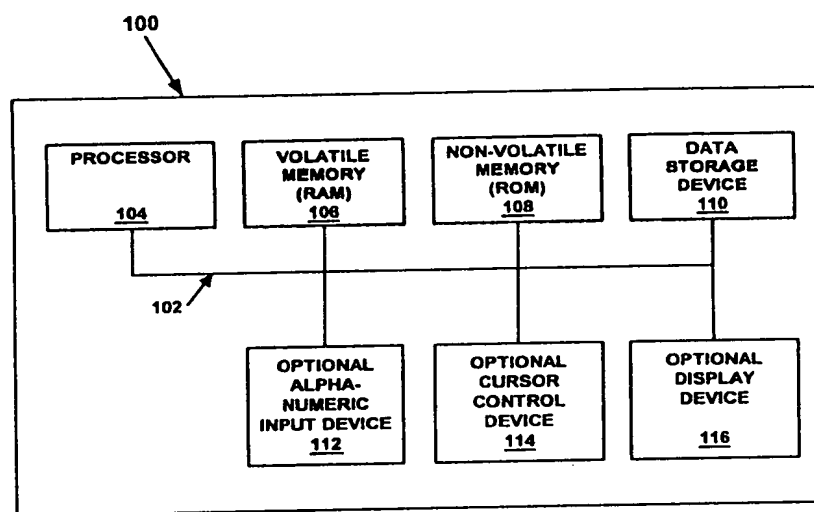 100
PROCESSOR
104
VOLATILE
MEMORY
(RAM)
106
NON-VOLATILE
MEMORY
(ROM)
108
DATA
STORAGE
DEVICE
110
102
OPTIONAL
ALPHA-
NUMERIC
INPUT DEVICE
112
OPTIONAL
CURSOR
CONTROL
DEVICE
114
OPTIONAL
DISPLAY
DEVICE
116